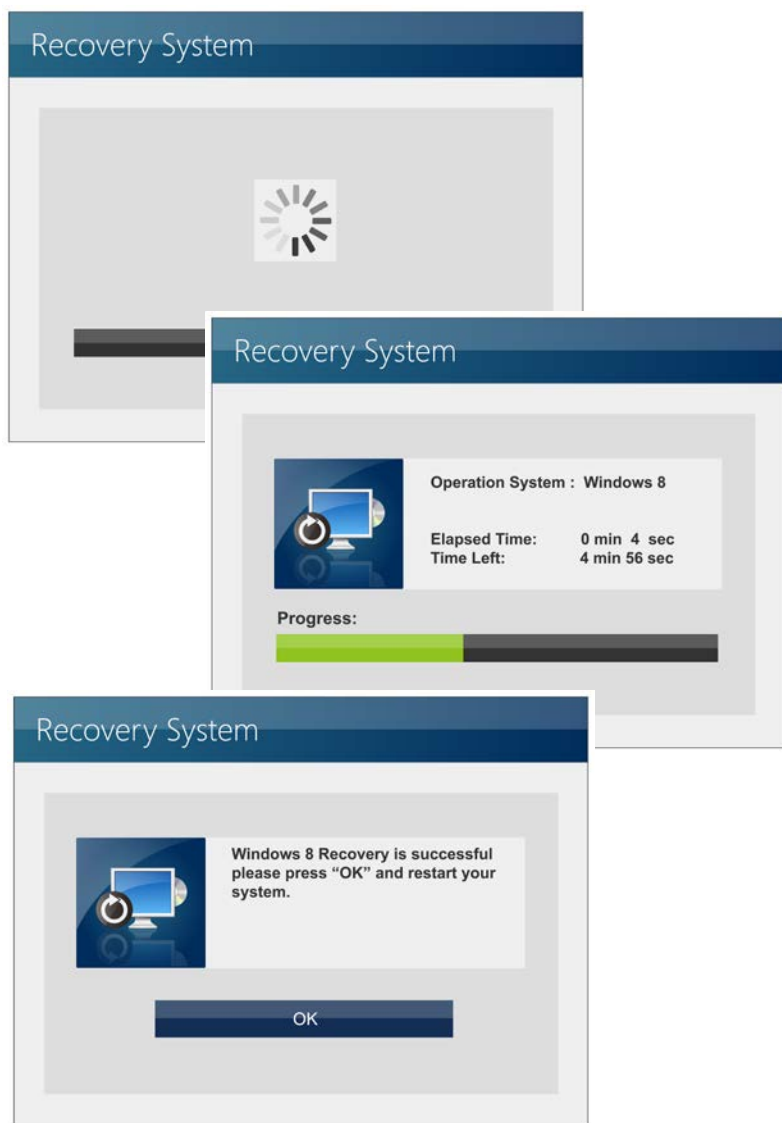 Recovery System
Recovery System
Operation System : Windows 8
Elapsed Time: 0 min 4 sec
Time Left: 4 min 56 sec
Progress:
Recovery System
Windows 8 Recovery is successful
please press “OK” and restart your
system.
OK